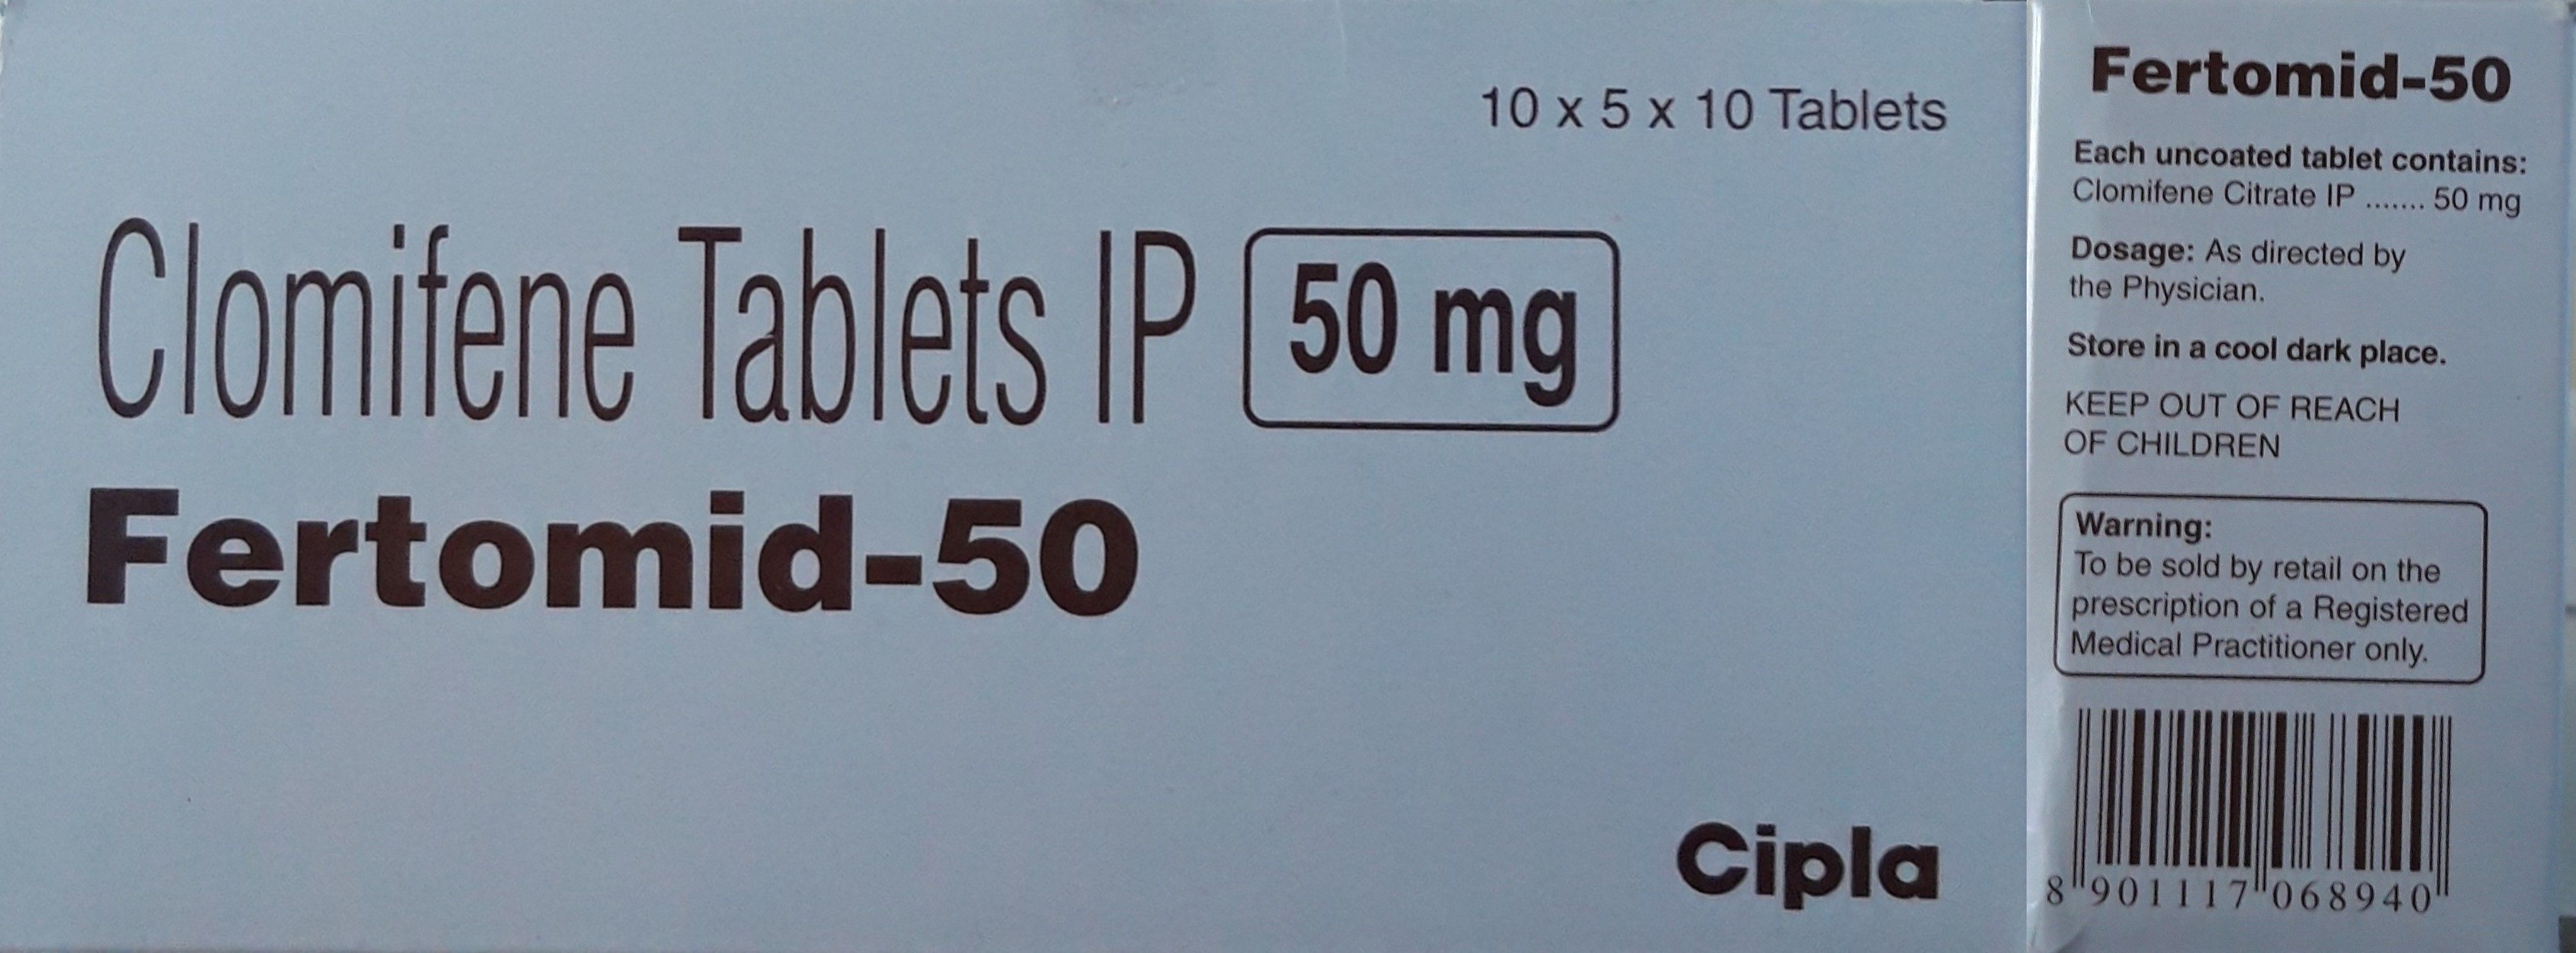 10 x 5 x 10 Tablets
Clomifene Tablets IP 50 mg
Fertomid-50
Cipla
Fertomid-50
Each uncoated tablet contains:
Clomifene Citrate IP ....... 50 mg
Dosage: As directed by
the Physician.
Store in a cool dark place.
KEEP OUT OF REACH
OF CHILDREN
Warning:
To be sold by retail on the
prescription of a Registered
Medical Practitioner only.
8 901117 068940